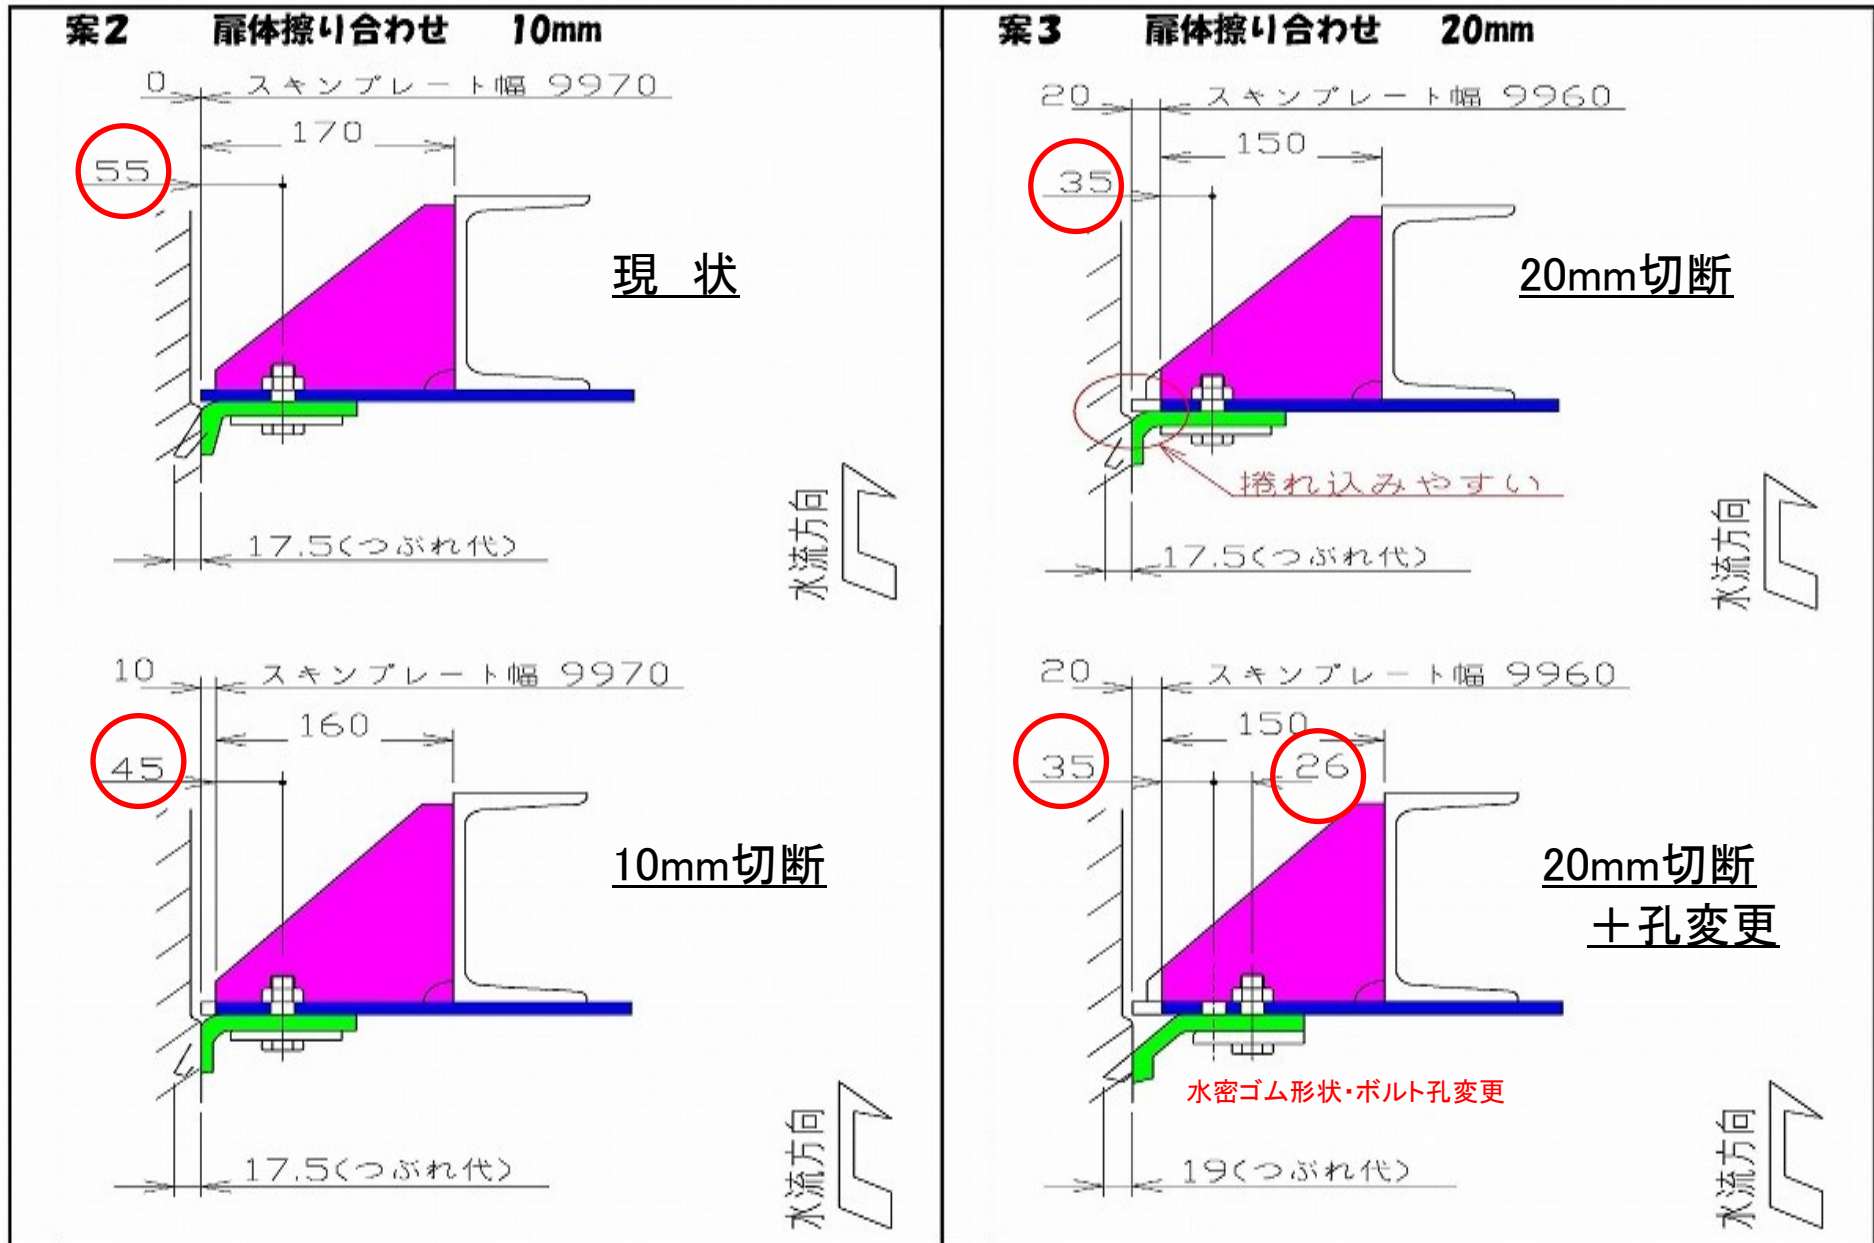 案2 扉体擦り合わせ 10mm
0 スキンプレート幅 9970
170
55
現 状
水流方向
17.5(つぶれ代)
10 スキンプレート幅 9970
160
45
10mm切断
水流方向
17.5(つぶれ代)
案3 扉体擦り合わせ 20mm
20 スキンプレート幅 9960
150
35
20mm切断
捲れ込みやすい
水流方向
17.5(つぶれ代)
20 スキンプレート幅 9960
150
35 26
20mm切断
+孔変更
水密ゴム形状・ボルト孔変更
水流方向
19(つぶれ代)